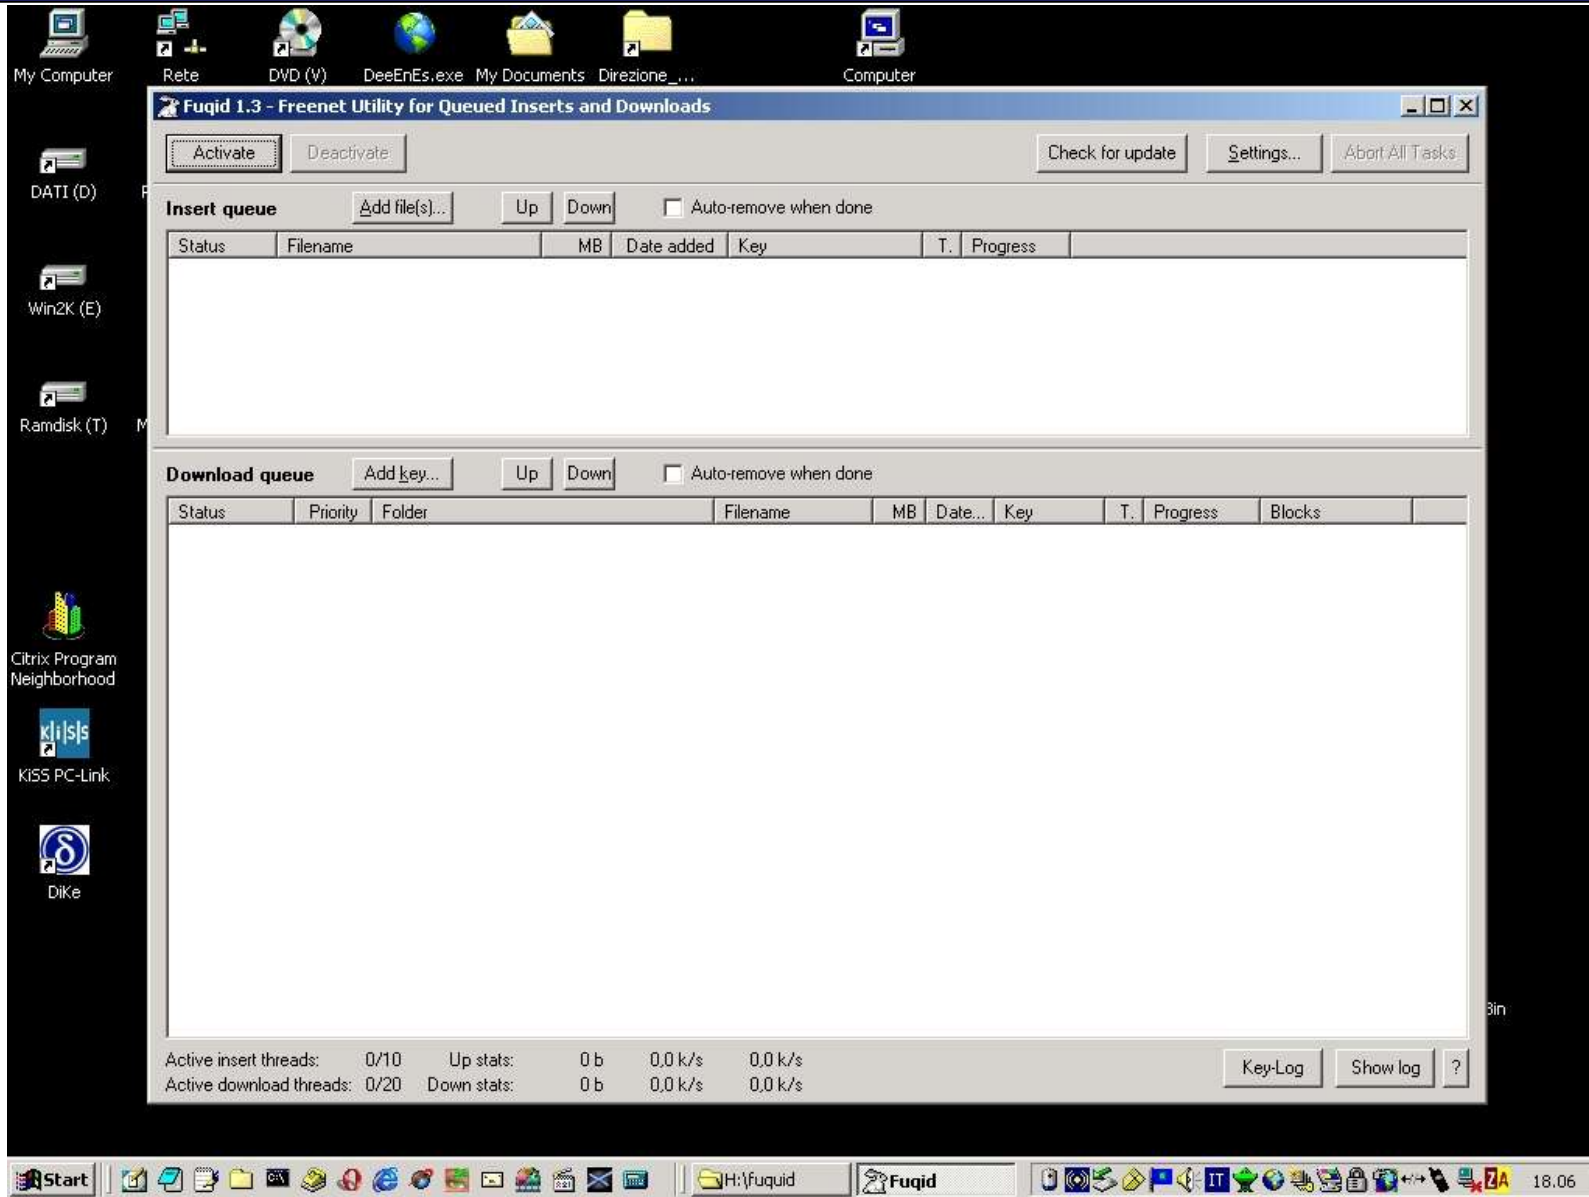 My Computer
Rete
DVD (V)
DeeEnEs.exe
My Documents
Direzione_...
Computer
Fuqid 1.3 - Freenet Utility for Queued Inserts and Downloads
Activate
Deactivate
Check for update
Settings...
Abort All Tasks
DATI (D)
Insert queue
Add file(s)...
Up
Down
Auto-remove when done
Status
Filename
MB
Date added
Key
T.
Progress
Win2K (E)
Ramdisk (T)
M
Download queue
Add key...
Up
Down
Auto-remove when done
Status
Priority
Folder
Filename
MB
Date...
Key
T.
Progress
Blocks
Citrix Program
Neighborhood
k|i|s|s
KiSS PC-Link
δ
DiKe
Bin
Active insert threads: 0/10 Up stats: 0 b 0,0 k/s 0,0 k/s
Active download threads: 0/20 Down stats: 0 b 0,0 k/s 0,0 k/s
Key-Log
Show log
?
Start
H:\fuquid
Fuqid
IT
ZA
18.06